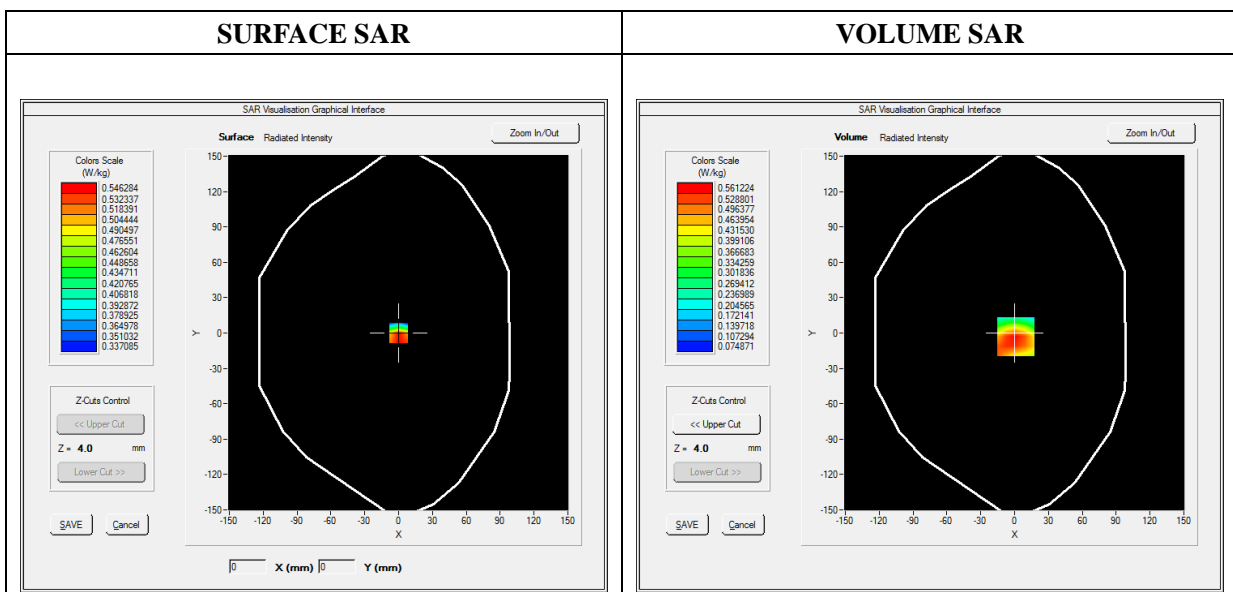 SURFACE SAR
VOLUME SAR
SAR Visualisation Graphical Interface
Surface Radiated Intensity
Zoom In/Out
Colors Scale
(W/kg)
0.546284
0.532337
0.518391
0.504444
0.490497
0.476551
0.462604
0.448658
0.434711
0.420765
0.406818
0.392872
0.378925
0.364978
0.351032
0.337085
Z-Cuts Control
<< Upper Cut
Z = 4.0 mm
Lower Cut >>
SAVE Cancel
150
120
90
60
30
0
-30
-60
-90
-120
-150
Y
-150 -120 -90 -60 -30 0 30 60 90 120 150
X
0 X (mm) 0 Y (mm)
SAR Visualisation Graphical Interface
Volume Radiated Intensity
Zoom In/Out
Colors Scale
(W/kg)
0.561224
0.528801
0.496377
0.463954
0.431530
0.399106
0.366683
0.334259
0.301836
0.269412
0.236989
0.204565
0.172141
0.139718
0.107294
0.074871
Z-Cuts Control
<< Upper Cut
Z = 4.0 mm
Lower Cut >>
SAVE Cancel
150
120
90
60
30
0
-30
-60
-90
-120
-150
Y
-150 -120 -90 -60 -30 0 30 60 90 120 150
X